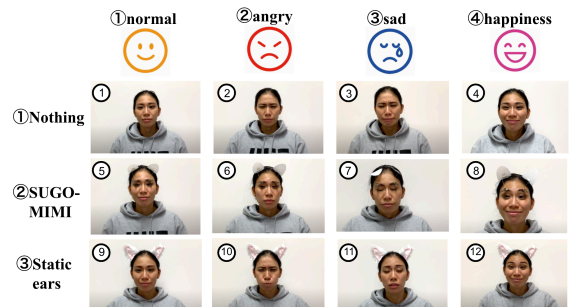 ①normal ②angry ③sad ④happiness
①Nothing
1 2 3 4
②SUGO-
MIMI
5 6 7 8
③Static
ears
9 10 11 12